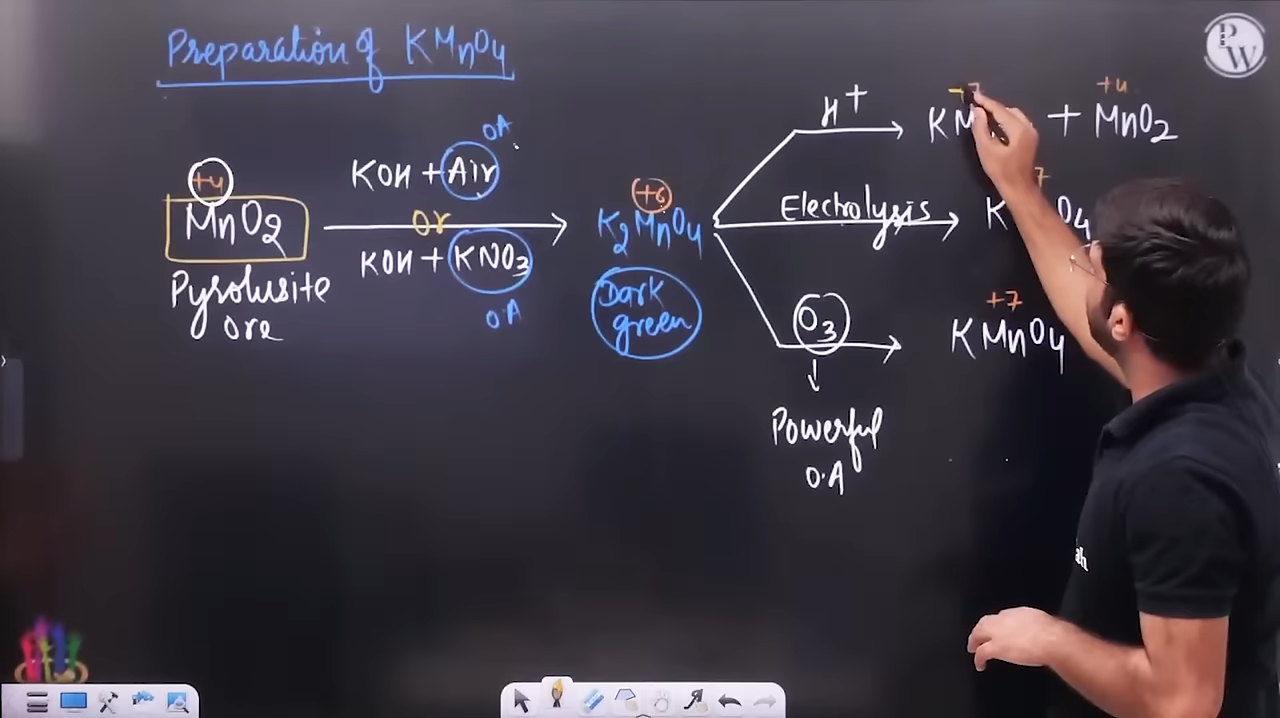 Preparation of KMnO4
PW
OA
KOH + Air
+4
MnO2
Or
KOH + KNO3
O.A
Pyrolusite
Ore
+6
K2MnO4
Dark
green
H+
+7
+ MnO2
+4
Electrolysis
+7
O3
KMnO4
Powerful
O.A